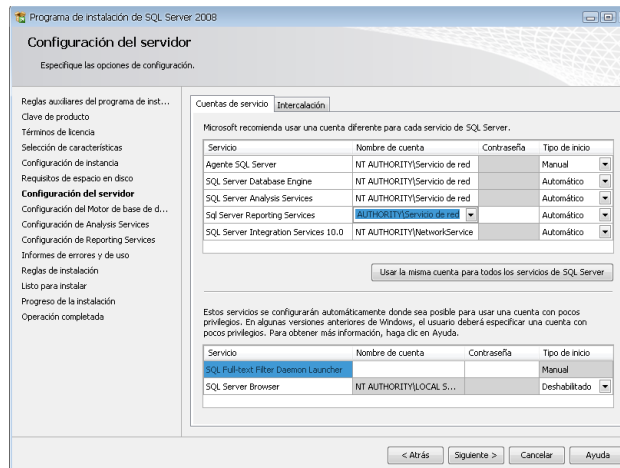 Programa de instalación de SQL Server 2008
Configuración del servidor
Especifique las opciones de configuración.
Reglas auxiliares del programa de inst...
Clave de producto
Términos de licencia
Selección de características
Configuración de instancia
Requisitos de espacio en disco
Configuración del servidor
Configuración del Motor de base de d...
Configuración de Analysis Services
Configuración de Reporting Services
Informes de errores y de uso
Reglas de instalación
Listo para instalar
Progreso de la instalación
Operación completada
Cuentas de servicio Intercalación
Microsoft recomienda usar una cuenta diferente para cada servicio de SQL Server.
Servicio Nombre de cuenta Contraseña Tipo de inicio
Agente SQL Server NT AUTHORITY\Servicio de red Manual
SQL Server Database Engine NT AUTHORITY\Servicio de red Automático
SQL Server Analysis Services NT AUTHORITY\Servicio de red Automático
Sql Server Reporting Services AUTHORITY\Servicio de red Automático
SQL Server Integration Services 10.0 NT AUTHORITY\NetworkService Automático
Usar la misma cuenta para todos los servicios de SQL Server
Estos servicios se configurarán automáticamente donde sea posible para usar una cuenta con pocos
privilegios. En algunas versiones anteriores de Windows, el usuario deberá especificar una cuenta con
pocos privilegios. Para obtener más información, haga clic en Ayuda.
Servicio Nombre de cuenta Contraseña Tipo de inicio
SQL Full-text Filter Daemon Launcher Manual
SQL Server Browser NT AUTHORITY\LOCAL S... Deshabilitado
< Atrás Siguiente > Cancelar Ayuda